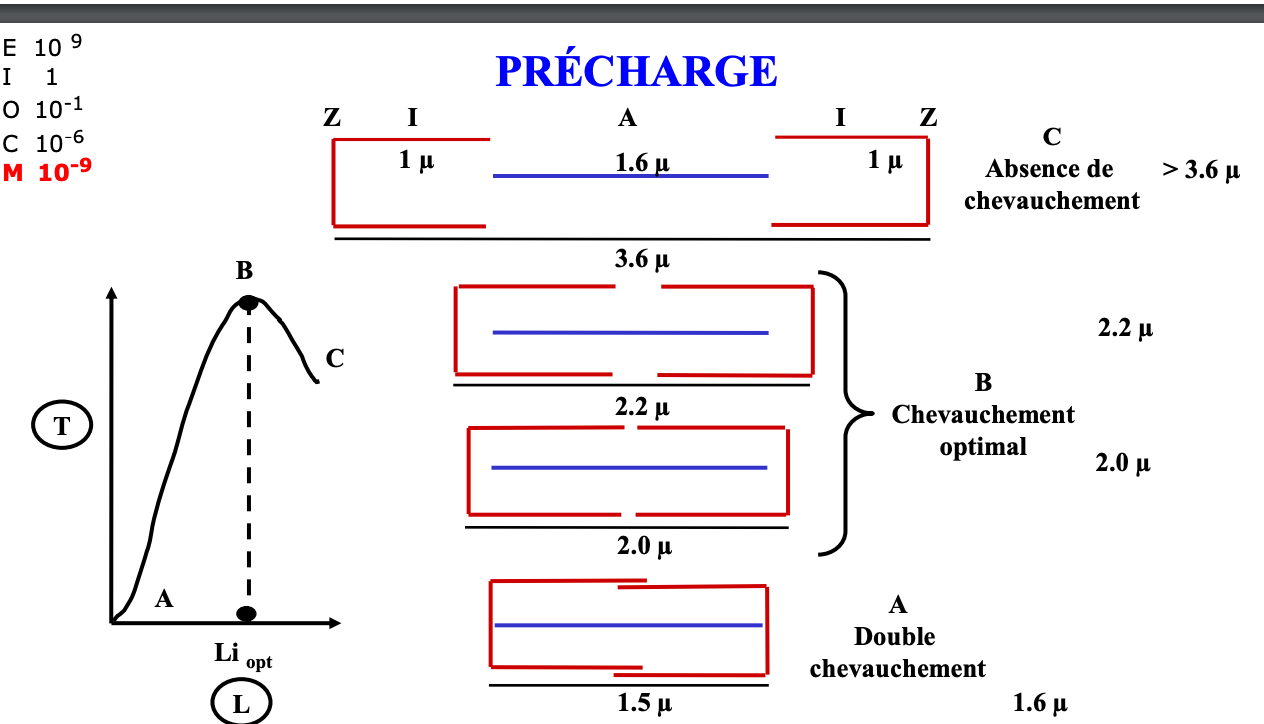 E 10 9
I 1
O 10-1
C 10-6
M 10-9
PRÉCHARGE
Z I A I Z
1 µ 1.6 µ 1 µ
3.6 µ
C
Absence de
chevauchement
> 3.6 µ
B
C
A
T
Li opt
L
2.2 µ
2.0 µ
B
Chevauchement
optimal
2.2 µ
2.0 µ
1.5 µ
A
Double
chevauchement
1.6 µ